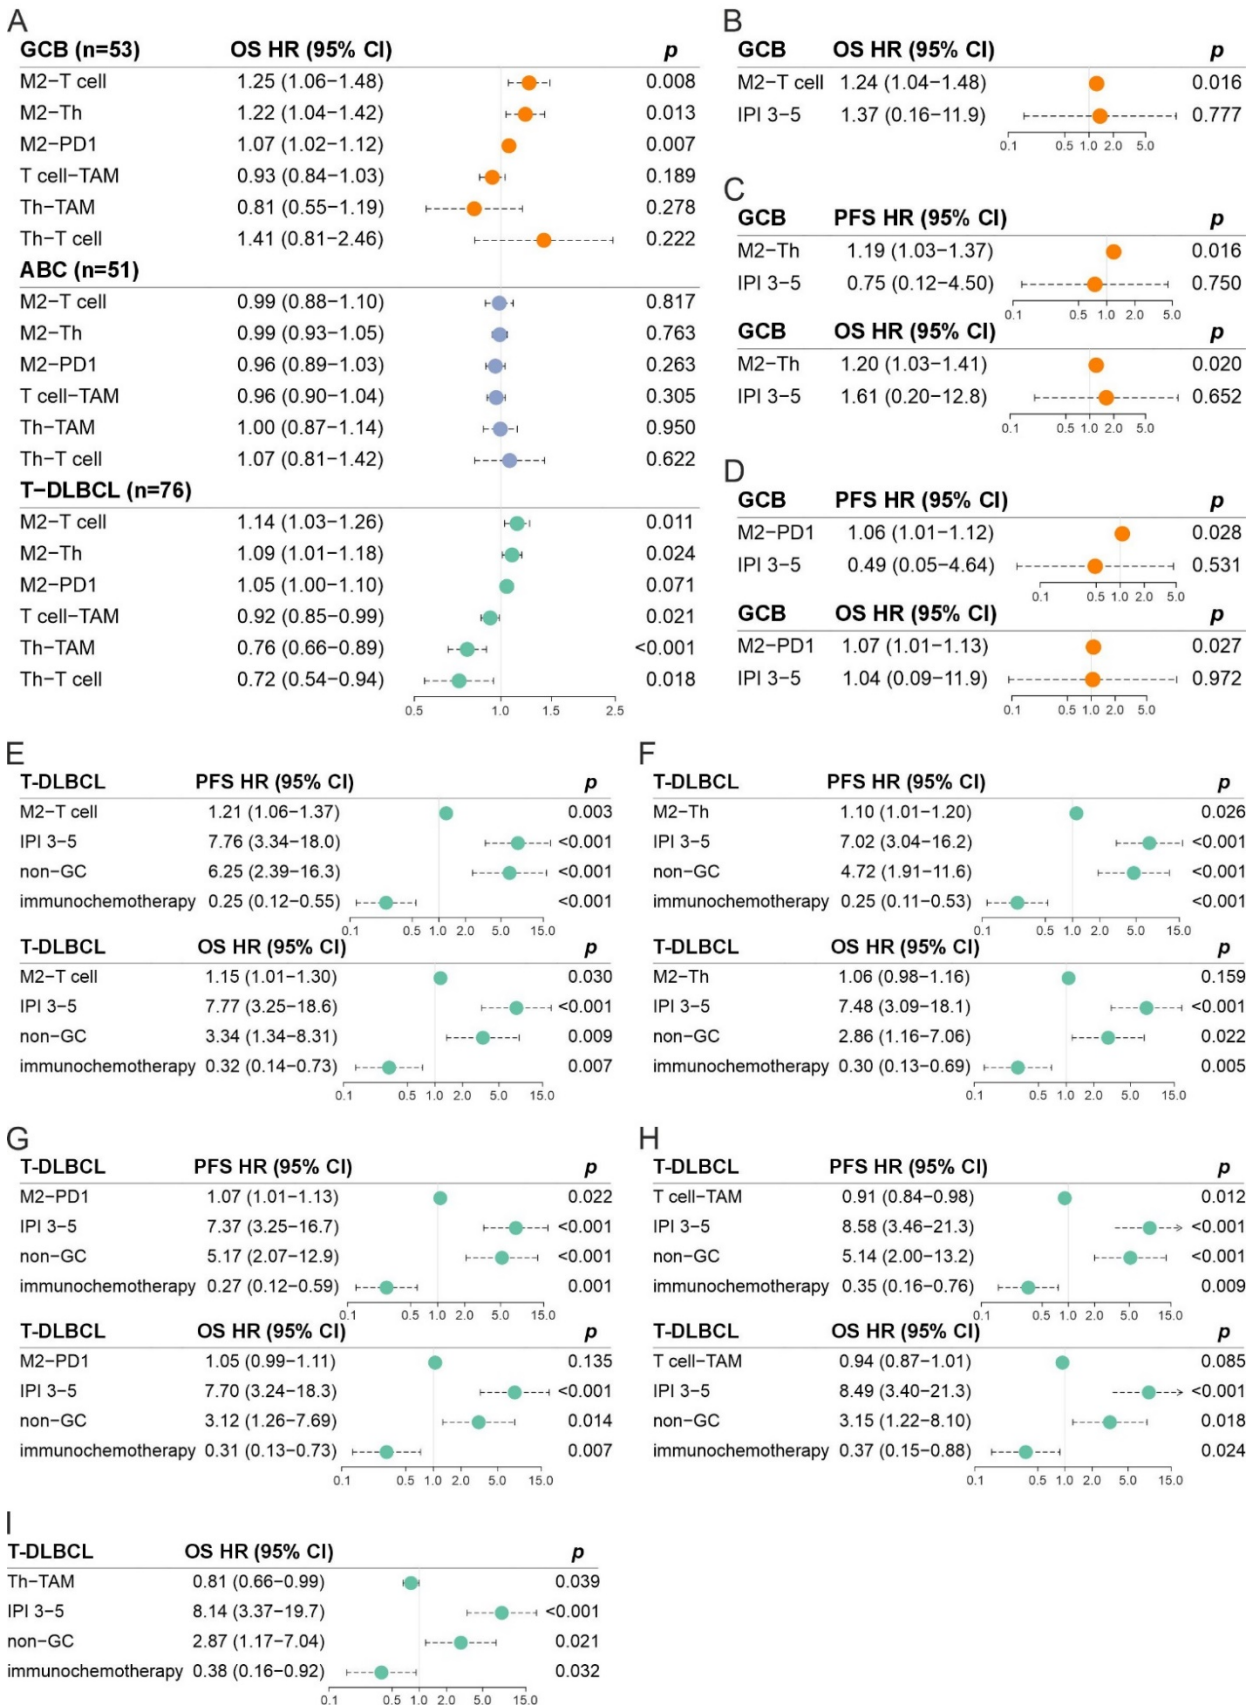 A
GCB (n=53) OS HR (95% CI) p
M2−T cell 1.25 (1.06−1.48) 0.008
M2−Th 1.22 (1.04−1.42) 0.013
M2−PD1 1.07 (1.02−1.12) 0.007
T cell−TAM 0.93 (0.84−1.03) 0.189
Th−TAM 0.81 (0.55−1.19) 0.278
Th−T cell 1.41 (0.81−2.46) 0.222
ABC (n=51)
M2−T cell 0.99 (0.88−1.10) 0.817
M2−Th 0.99 (0.93−1.05) 0.763
M2−PD1 0.96 (0.89−1.03) 0.263
T cell−TAM 0.96 (0.90−1.04) 0.305
Th−TAM 1.00 (0.87−1.14) 0.950
Th−T cell 1.07 (0.81−1.42) 0.622
T−DLBCL (n=76)
M2−T cell 1.14 (1.03−1.26) 0.011
M2−Th 1.09 (1.01−1.18) 0.024
M2−PD1 1.05 (1.00−1.10) 0.071
T cell−TAM 0.92 (0.85−0.99) 0.021
Th−TAM 0.76 (0.66−0.89) <0.001
Th−T cell 0.72 (0.54−0.94) 0.018
0.5 1.0 1.5 2.5
B
GCB OS HR (95% CI) p
M2−T cell 1.24 (1.04−1.48) 0.016
IPI 3−5 1.37 (0.16−11.9) 0.777
0.1 0.5 1.0 2.0 5.0
C
GCB PFS HR (95% CI) p
M2−Th 1.19 (1.03−1.37) 0.016
IPI 3−5 0.75 (0.12−4.50) 0.750
0.1 0.5 1.0 2.0 5.0
GCB OS HR (95% CI) p
M2−Th 1.20 (1.03−1.41) 0.020
IPI 3−5 1.61 (0.20−12.8) 0.652
0.1 0.5 1.0 2.0 5.0
D
GCB PFS HR (95% CI) p
M2−PD1 1.06 (1.01−1.12) 0.028
IPI 3−5 0.49 (0.05−4.64) 0.531
0.1 0.5 1.0 2.0 5.0
GCB OS HR (95% CI) p
M2−PD1 1.07 (1.01−1.13) 0.027
IPI 3−5 1.04 (0.09−11.9) 0.972
0.1 0.5 1.0 2.0 5.0
E
T-DLBCL PFS HR (95% CI) p
M2−T cell 1.21 (1.06−1.37) 0.003
IPI 3−5 7.76 (3.34−18.0) <0.001
non−GC 6.25 (2.39−16.3) <0.001
immunochemotherapy 0.25 (0.12−0.55) <0.001
0.1 0.5 1.0 2.0 5.0 15.0
T-DLBCL OS HR (95% CI) p
M2−T cell 1.15 (1.01−1.30) 0.030
IPI 3−5 7.77 (3.25−18.6) <0.001
non−GC 3.34 (1.34−8.31) 0.009
immunochemotherapy 0.32 (0.14−0.73) 0.007
0.1 0.5 1.0 2.0 5.0 15.0
F
T-DLBCL PFS HR (95% CI) p
M2−Th 1.10 (1.01−1.20) 0.026
IPI 3−5 7.02 (3.04−16.2) <0.001
non−GC 4.72 (1.91−11.6) <0.001
immunochemotherapy 0.25 (0.11−0.53) <0.001
0.1 0.5 1.0 2.0 5.0 15.0
T-DLBCL OS HR (95% CI) p
M2−Th 1.06 (0.98−1.16) 0.159
IPI 3−5 7.48 (3.09−18.1) <0.001
non−GC 2.86 (1.16−7.06) 0.022
immunochemotherapy 0.30 (0.13−0.69) 0.005
0.1 0.5 1.0 2.0 5.0 15.0
G
T-DLBCL PFS HR (95% CI) p
M2−PD1 1.07 (1.01−1.13) 0.022
IPI 3−5 7.37 (3.25−16.7) <0.001
non−GC 5.17 (2.07−12.9) <0.001
immunochemotherapy 0.27 (0.12−0.59) 0.001
0.1 0.5 1.0 2.0 5.0 15.0
T-DLBCL OS HR (95% CI) p
M2−PD1 1.05 (0.99−1.11) 0.135
IPI 3−5 7.70 (3.24−18.3) <0.001
non−GC 3.12 (1.26−7.69) 0.014
immunochemotherapy 0.31 (0.13−0.73) 0.007
0.1 0.5 1.0 2.0 5.0 15.0
H
T-DLBCL PFS HR (95% CI) p
T cell−TAM 0.91 (0.84−0.98) 0.012
IPI 3−5 8.58 (3.46−21.3) <0.001
non−GC 5.14 (2.00−13.2) <0.001
immunochemotherapy 0.35 (0.16−0.76) 0.009
0.1 0.5 1.0 2.0 5.0 15.0
T-DLBCL OS HR (95% CI) p
T cell−TAM 0.94 (0.87−1.01) 0.085
IPI 3−5 8.49 (3.40−21.3) <0.001
non−GC 3.15 (1.22−8.10) 0.018
immunochemotherapy 0.37 (0.15−0.88) 0.024
0.1 0.5 1.0 2.0 5.0 15.0
I
T-DLBCL OS HR (95% CI) p
Th−TAM 0.81 (0.66−0.99) 0.039
IPI 3−5 8.14 (3.37−19.7) <0.001
non−GC 2.87 (1.17−7.04) 0.021
immunochemotherapy 0.38 (0.16−0.92) 0.032
0.1 0.5 1.0 2.0 5.0 15.0